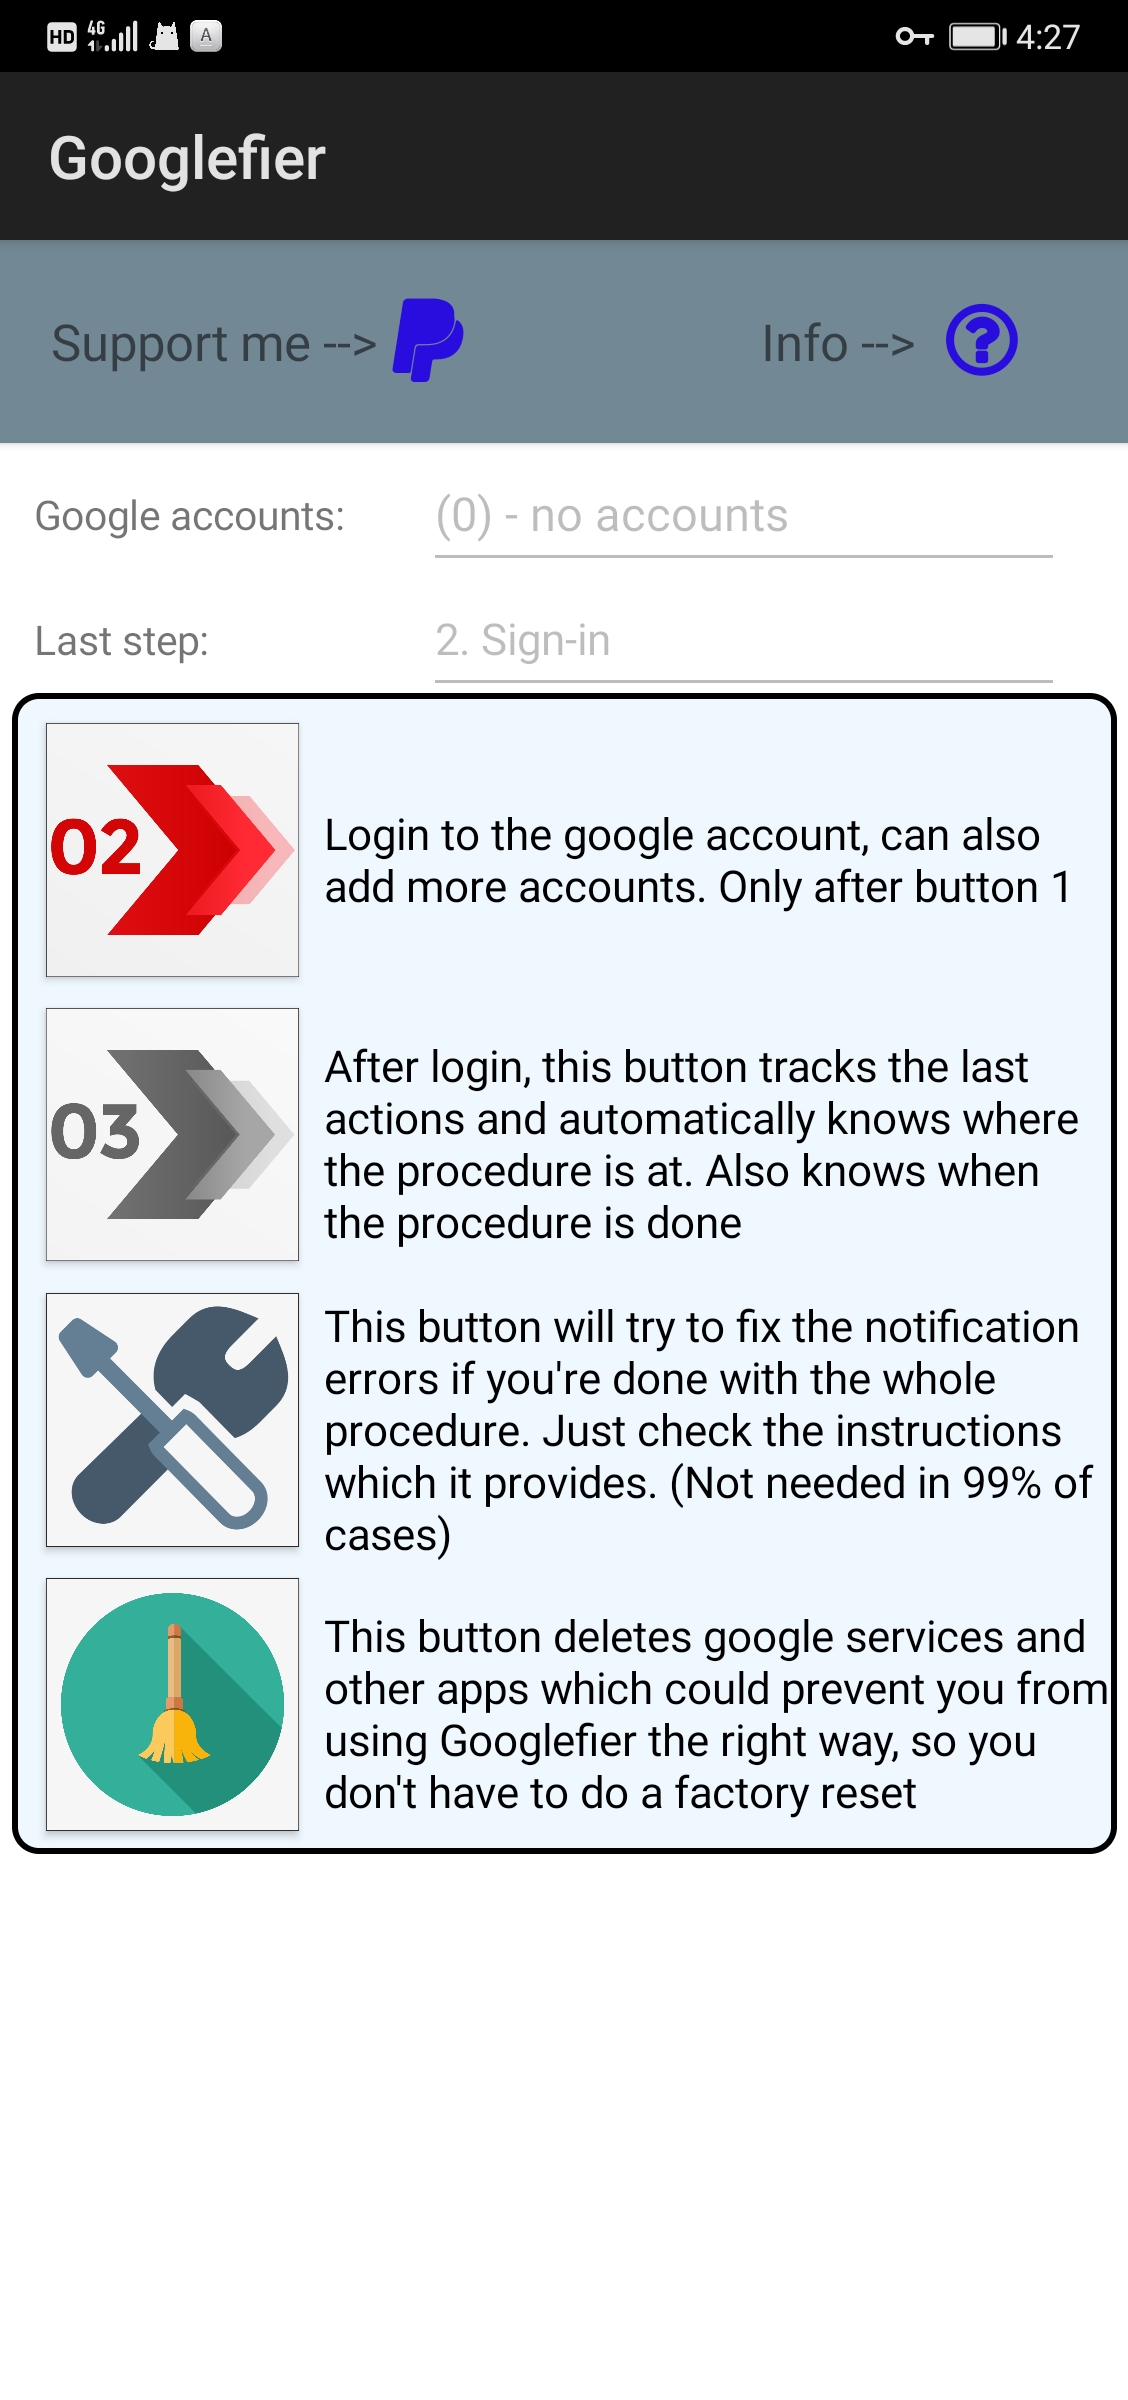 HD 4G A 4:27
Googlefier
Support me --> Info --> ?
Google accounts: (0) - no accounts
Last step: 2. Sign-in
02
Login to the google account, can also
add more accounts. Only after button 1
03
After login, this button tracks the last
actions and automatically knows where
the procedure is at. Also knows when
the procedure is done
This button will try to fix the notification
errors if you're done with the whole
procedure. Just check the instructions
which it provides. (Not needed in 99% of
cases)
This button deletes google services and
other apps which could prevent you from
using Googlefier the right way, so you
don't have to do a factory reset